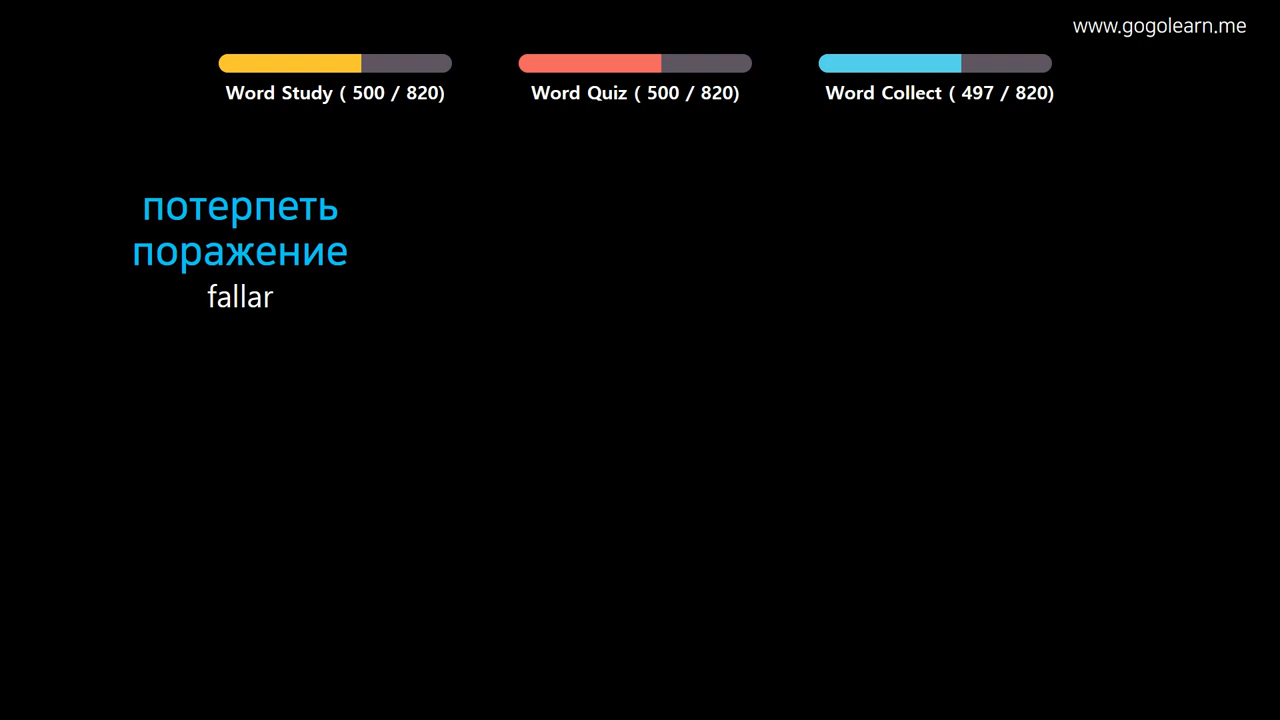 www.gogolearn.me
Word Study ( 500 / 820)
Word Quiz ( 500 / 820)
Word Collect ( 497 / 820)
потерпеть
поражение
fallar